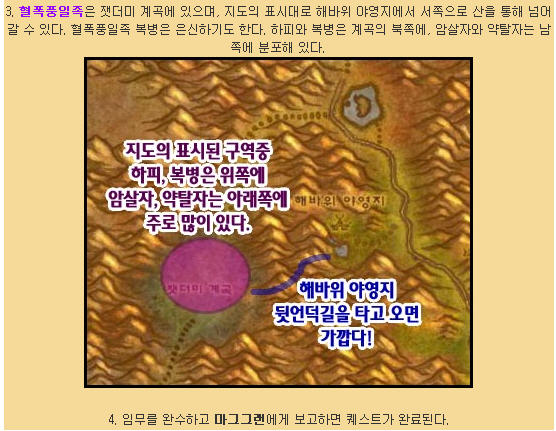 3. 혈폭풍일족은 잿더미 계곡에 있으며, 지도의 표시대로 해바위 야영지에서 서쪽으로 산을 통해 넘어
갈 수 있다. 혈폭풍일족 복병은 은신하기도 한다. 하피와 복병은 계곡의 북쪽에, 암살자와 약탈자는 남
쪽에 분포해 있다.
지도의 표시된 구역중
하피, 복병은 위쪽에
암살자, 약탈자는 아래쪽에
주로 많이 있다.
해바위 야영지
잿더미 계곡
해바위 야영지
뒷언덕길을 타고 오면
가깝다!
4. 임무를 완수하고 마그그랜에게 보고하면 퀘스트가 완료된다.